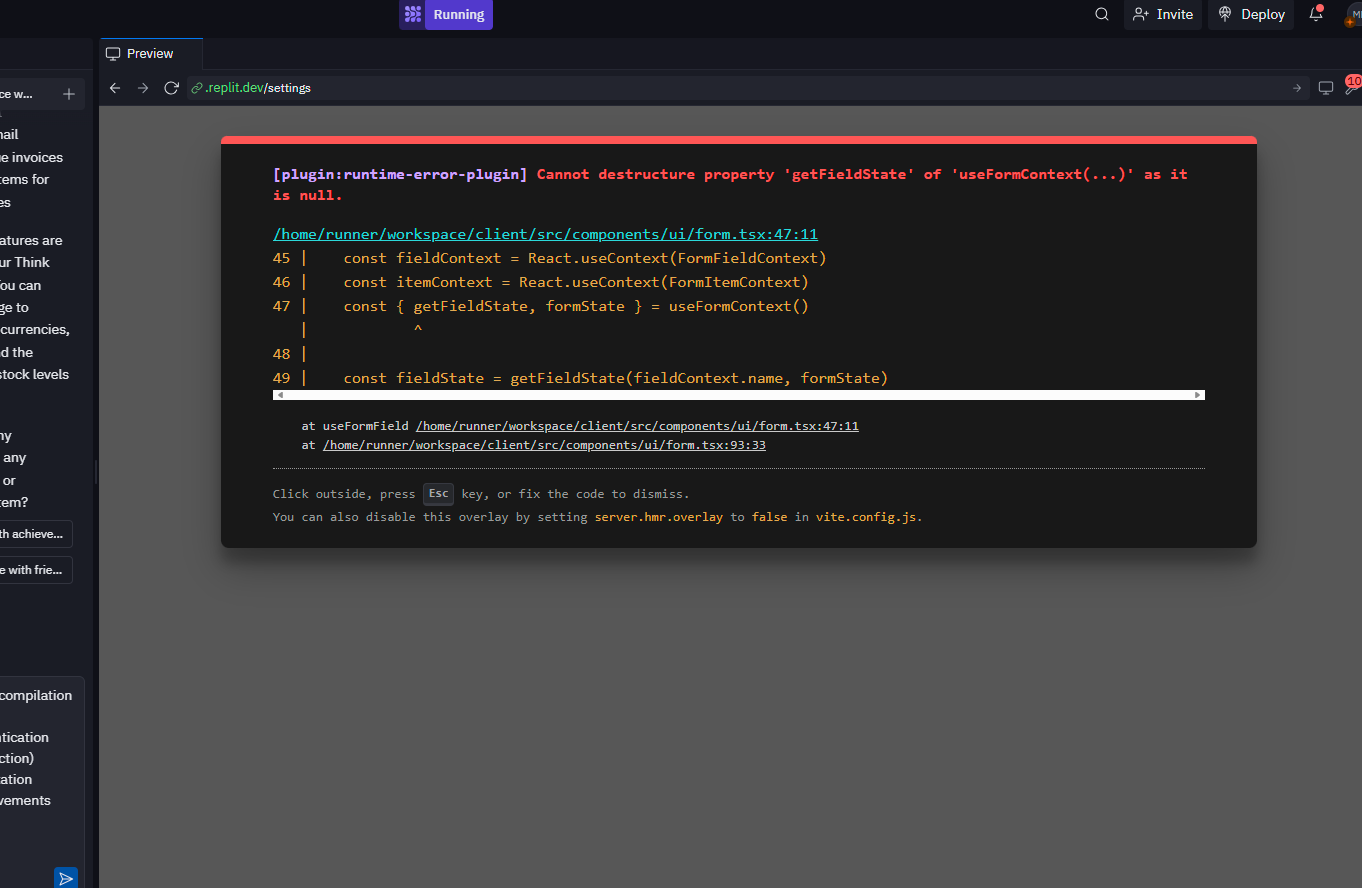 Running
Invite
Deploy
Preview
.replit.dev/settings
10
ce w...
nail
e invoices
tems for
es
atures are
ur Think
You can
ge to
currencies,
d the
stock levels
ny
any
or
tem?
th achieve...
e with frie...
compilation
tication
ction)
ation
vements
[plugin:runtime-error-plugin] Cannot destructure property 'getFieldState' of 'useFormContext(...)' as it
is null.
/home/runner/workspace/client/src/components/ui/form.tsx:47:11
45 | const fieldContext = React.useContext(FormFieldContext)
46 | const itemContext = React.useContext(FormItemContext)
47 | const { getFieldState, formState } = useFormContext()
| ^
48 |
49 | const fieldState = getFieldState(fieldContext.name, formState)
at useFormField /home/runner/workspace/client/src/components/ui/form.tsx:47:11
at /home/runner/workspace/client/src/components/ui/form.tsx:93:33
Click outside, press Esc key, or fix the code to dismiss.
You can also disable this overlay by setting server.hmr.overlay to false in vite.config.js.